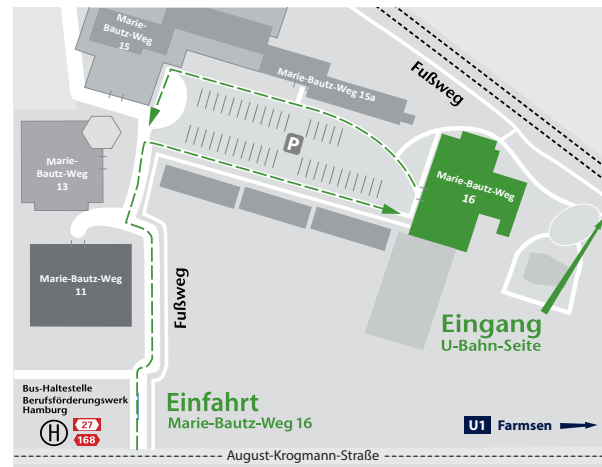 Marie-
Bautz-Weg
15
Marie-Bautz-Weg 15a
Fußweg
P
Marie-
Bautz-Weg
13
Marie-Bautz-Weg
16
Marie-Bautz-Weg
11
Fußweg
Eingang
U-Bahn-Seite
Bus-Haltestelle
Berufsförderungswerk
Hamburg
H
27
168
Einfahrt
Marie-Bautz-Weg 16
U1 Farmsen
August-Krogmann-Straße